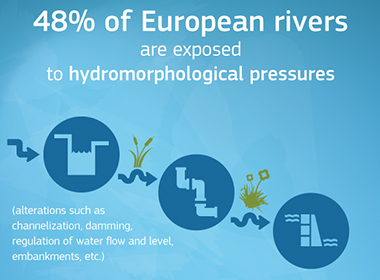 48% of European rivers
are exposed
to hydromorphological pressures
(alterations such as
channelization, damming,
regulation of water flow and level,
embankments, etc.)